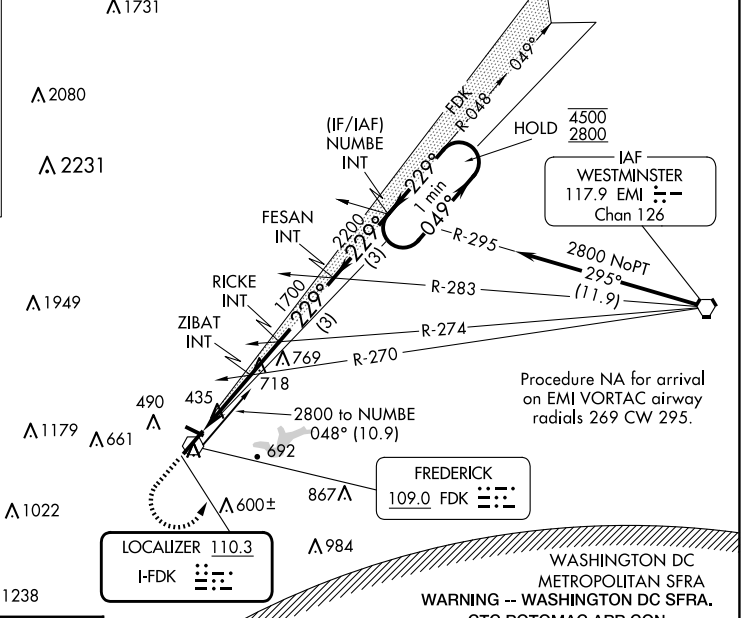 1731
049°
2080
FDK
R-048
(IF/IAF)
NUMBE
INT
HOLD 4500
2800
2231
229°
1 min
049°
IAF
WESTMINSTER
117.9 EMI
Chan 126
FESAN
INT
2200
229°
(3)
R-295
2800 NoPT
295°
(11.9)
RICKE
INT
1700
229°
(3)
R-283
1949
ZIBAT
INT
R-274
769
R-270
718
Procedure NA for arrival
on EMI VORTAC airway
radials 269 CW 295.
490
435
2800 to NUMBE
048° (10.9)
1179
661
692
FREDERICK
109.0 FDK
1022
600±
867
984
LOCALIZER 110.3
I-FDK
1238
WASHINGTON DC
METROPOLITAN SFRA
WARNING -- WASHINGTON DC SFRA.